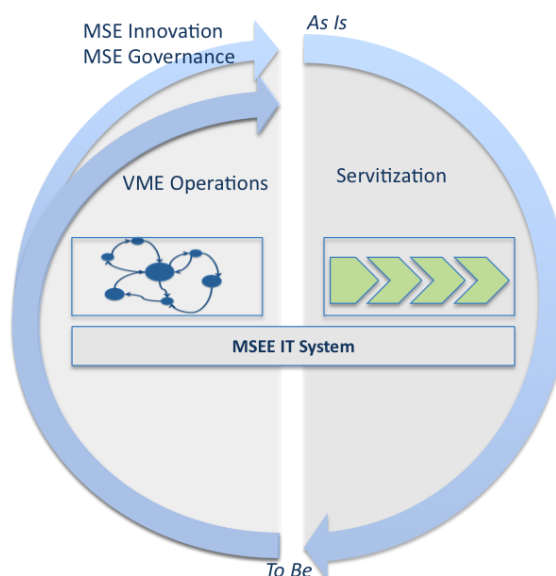 MSE Innovation
MSE Governance
As Is
VME Operations
Servitization
MSEE IT System
To Be